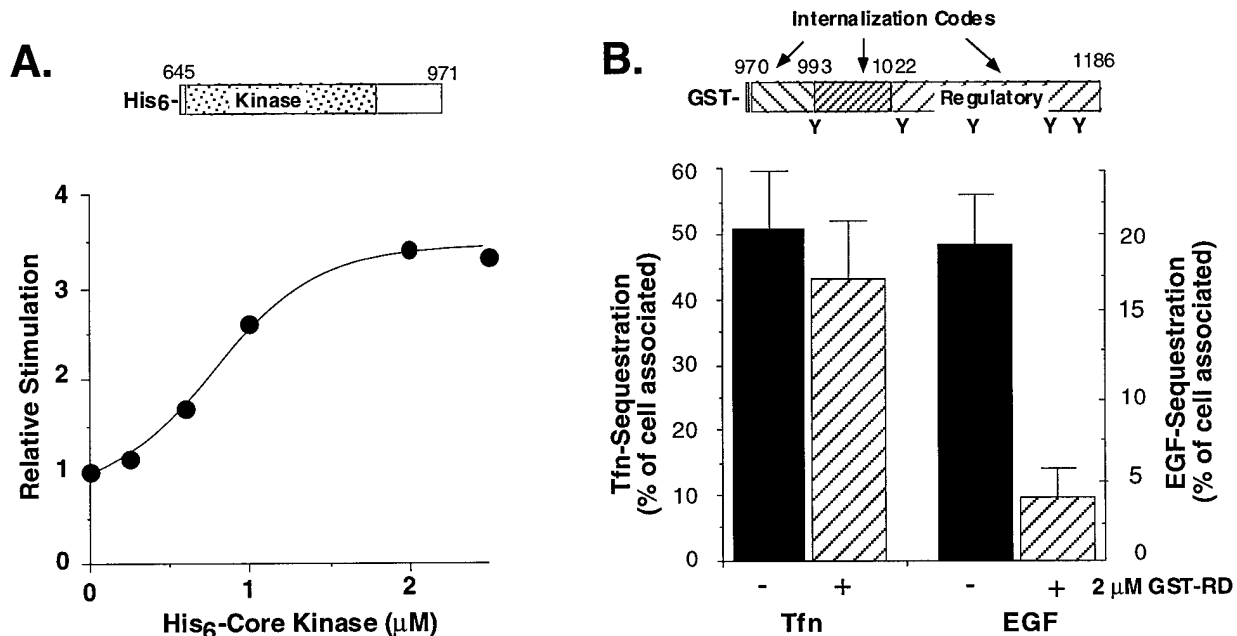 A.
645
971
His6-
Kinase
4
3
2
1
0
Relative Stimulation
0
1
2
His6-Core Kinase (μM)
B.
Internalization Codes
970
993
1022
1186
GST-
Regulatory
Y Y Y Y Y
60
50
40
30
20
10
0
Tfn-Sequestration
(% of cell associated)
20
15
10
5
0
EGF-Sequestration
(% of cell associated)
- + - + 2 μM GST-RD
Tfn EGF